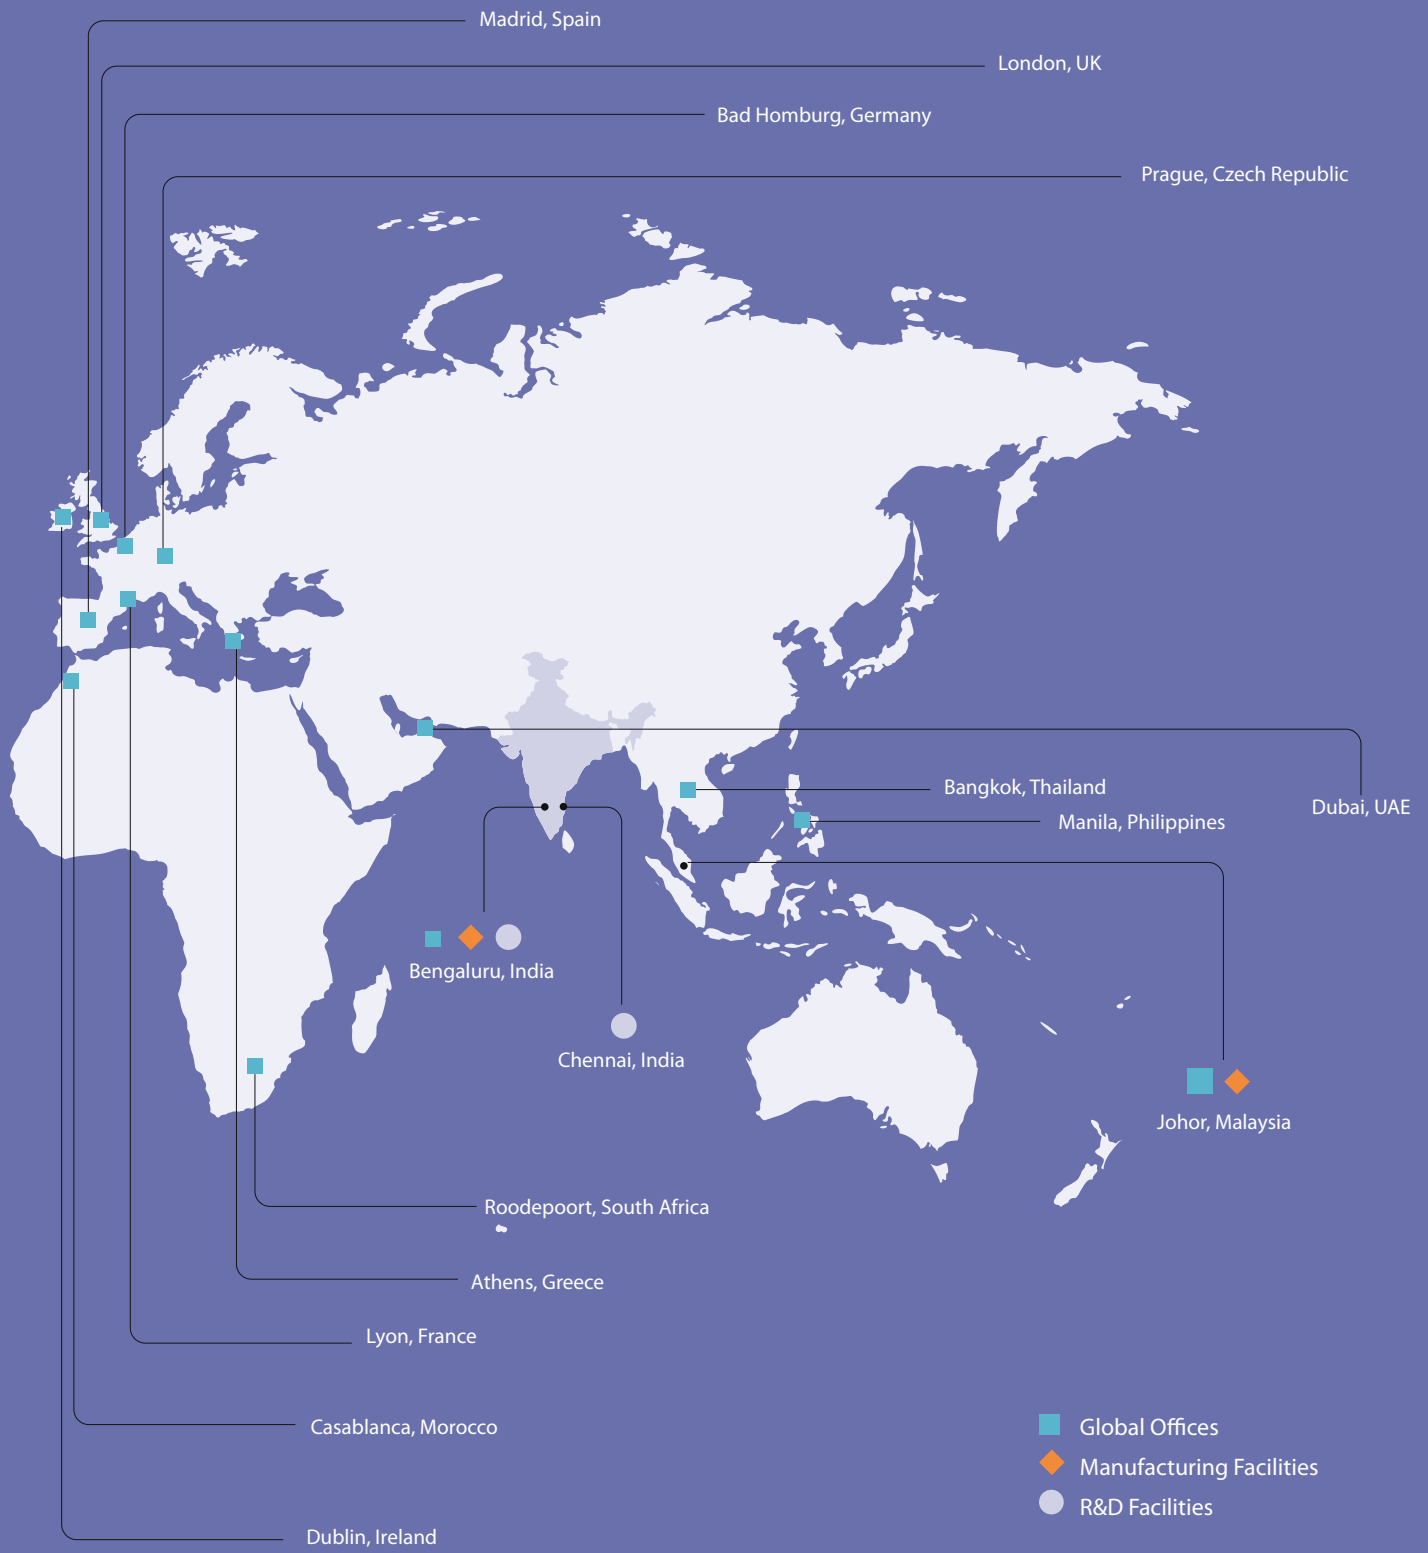 Madrid, Spain
London, UK
Bad Homburg, Germany
Prague, Czech Republic
Bangkok, Thailand
Dubai, UAE
Manila, Philippines
Bengaluru, India
Chennai, India
Johor, Malaysia
Roodepoort, South Africa
Athens, Greece
Lyon, France
Casablanca, Morocco
Global Offices
Manufacturing Facilities
R&D Facilities
Dublin, Ireland